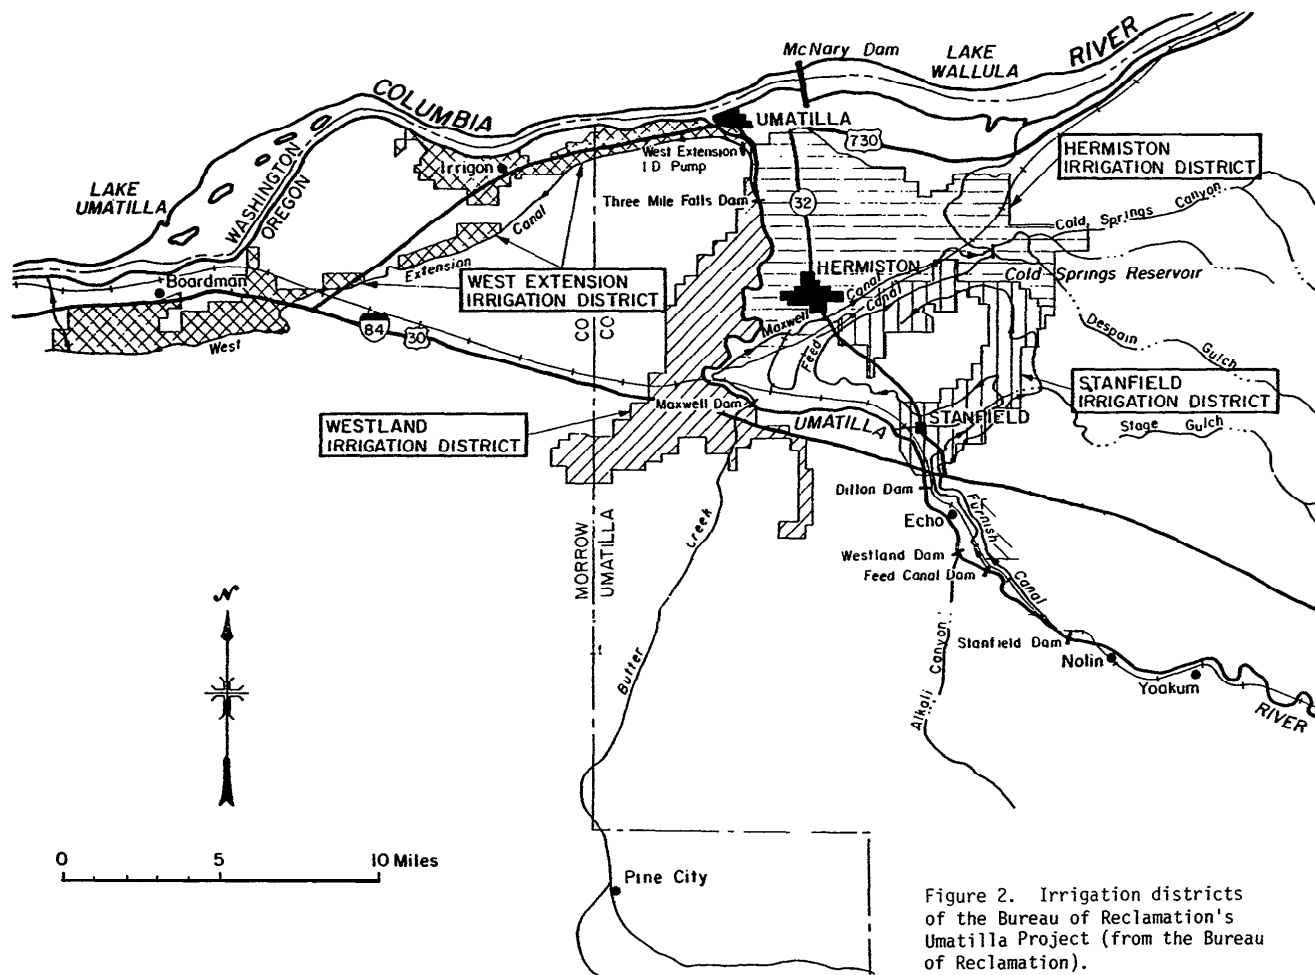 McNary Dam
LAKE
WALLULA
RIVER
COLUMBIA
UMATILLA
730
HERMISTON
IRRIGATION DISTRICT
West Extension
I D Pump
Irrigon
LAKE
UMATILLA
WASHINGTON
OREGON
Three Mile Falls Dam
32
Cold Springs Canyon
Canal
Extension
WEST EXTENSION
IRRIGATION DISTRICT
HERMISTON
Cold Springs Reservoir
Boardman
Canal
Canal
Maxwell
Feed
84
30
CO
CO
West
Despain
Gulch
STANFIELD
IRRIGATION DISTRICT
Maxwell Dam
WESTLAND
IRRIGATION DISTRICT
UMATILLA
STANFIELD
Stage Gulch
Dillon Dam
Echo
Furnish
Canal
Creek
MORROW
UMATILLA
Westland Dam
Feed Canal Dam
N
Butter
Alkali Canyon
Stanfield Dam
Nolin
Yoakum
RIVER
0 5 10 Miles
Pine City
Figure 2. Irrigation districts
of the Bureau of Reclamation's
Umatilla Project (from the Bureau
of Reclamation).